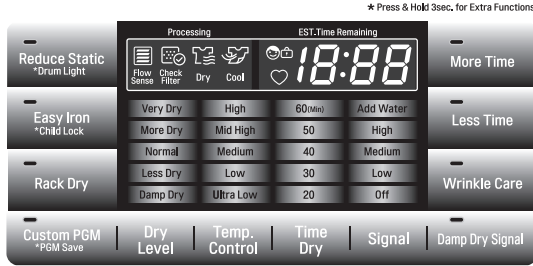 ★ Press & Hold 3sec. for Extra Functions
Processing
EST.Time Remaining
18:88
Flow
Sense
Check
Filter
Dry
Cool
Reduce Static
*Drum Light
More Time
Easy Iron
*Child Lock
Less Time
Rack Dry
Wrinkle Care
Very Dry High 60(Min) Add Water
More Dry Mid High 50 High
Normal Medium 40 Medium
Less Dry Low 30 Low
Damp Dry Ultra Low 20 Off
Custom PGM
*PGM Save
Dry
Level
Temp.
Control
Time
Dry
Signal
Damp Dry Signal